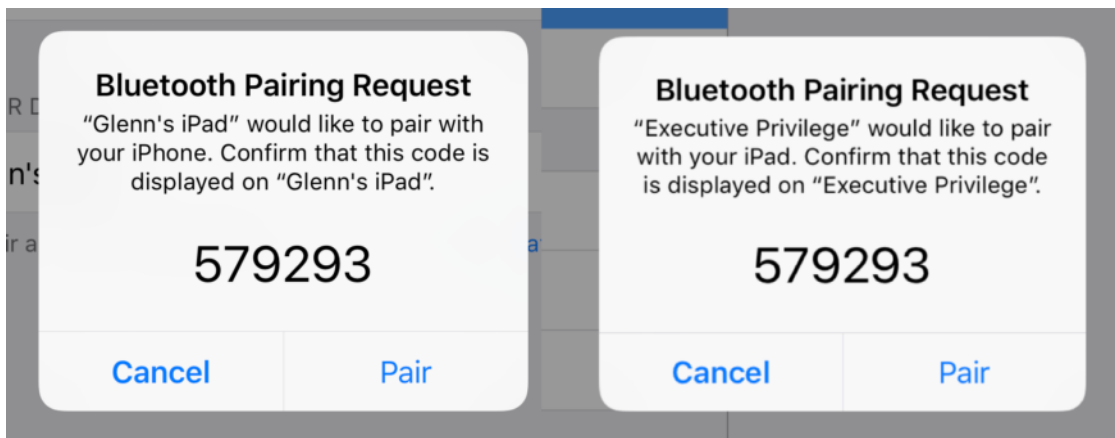 Bluetooth Pairing Request
“Glenn's iPad” would like to pair with
your iPhone. Confirm that this code is
displayed on “Glenn's iPad”.
579293
Cancel
Pair
R D
n's
ir a
a
Bluetooth Pairing Request
“Executive Privilege” would like to pair
with your iPad. Confirm that this code
is displayed on “Executive Privilege”.
579293
Cancel
Pair